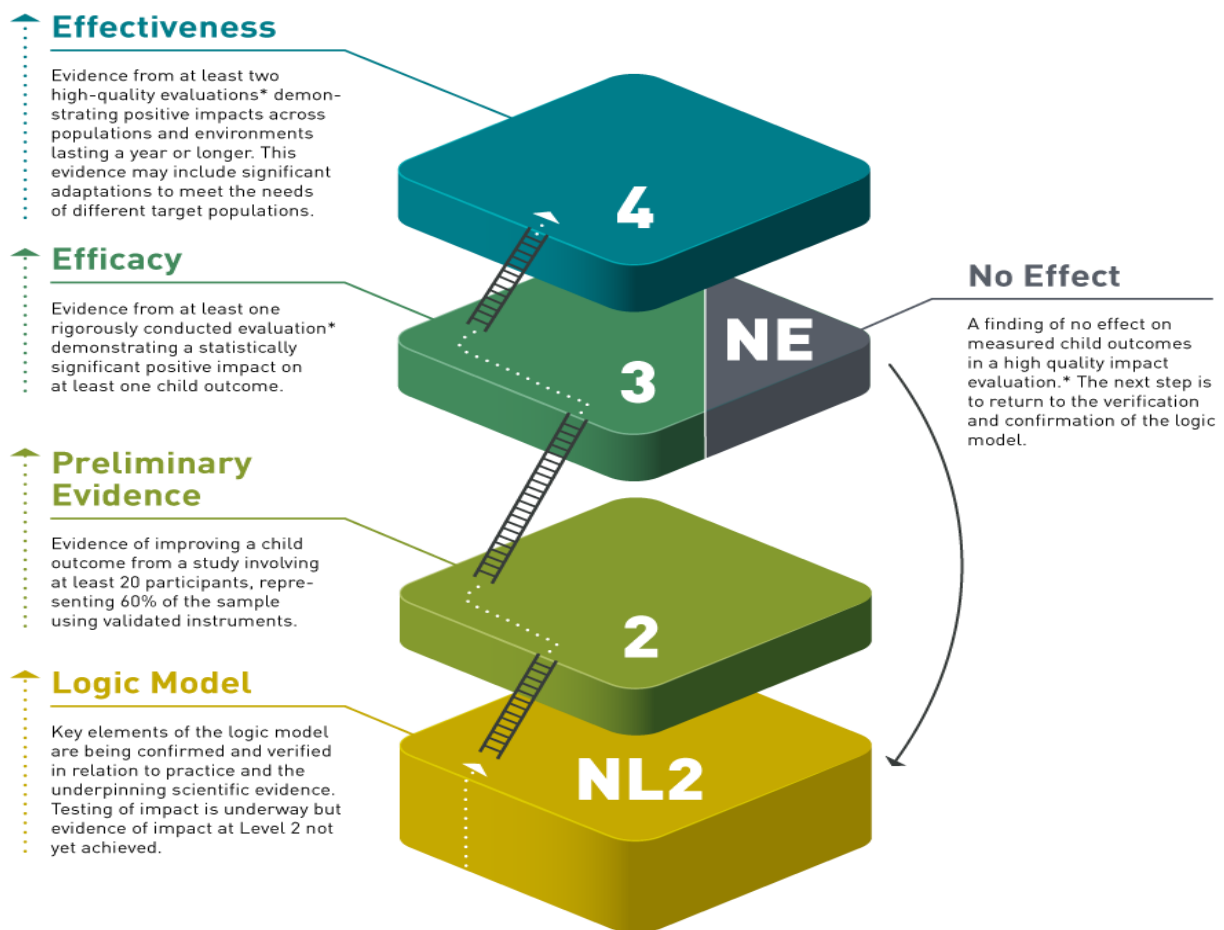 Effectiveness
Evidence from at least two
high-quality evaluations* demon-
strating positive impacts across
populations and environments
lasting a year or longer. This
evidence may include significant
adaptations to meet the needs
of different target populations.
4
Efficacy
Evidence from at least one
rigorously conducted evaluation*
demonstrating a statistically
significant positive impact on
at least one child outcome.
3
NE
No Effect
A finding of no effect on
measured child outcomes
in a high quality impact
evaluation.* The next step is
to return to the verification
and confirmation of the logic
model.
Preliminary
Evidence
Evidence of improving a child
outcome from a study involving
at least 20 participants, repre-
senting 60% of the sample
using validated instruments.
2
Logic Model
Key elements of the logic model
are being confirmed and verified
in relation to practice and the
underpinning scientific evidence.
Testing of impact is underway but
evidence of impact at Level 2 not
yet achieved.
NL2